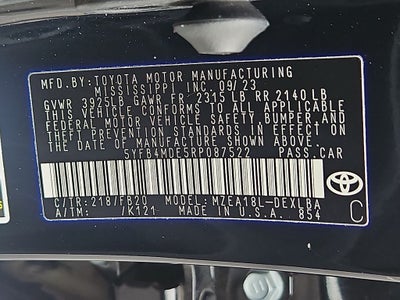 MFD.BY:TOYOTA MOTOR MANUFACTURING
MISSISSIPPI, INC. 09/23
GVWR 3925LB GAWR FR 2315 LB RR 2140 LB
THIS VEHICLE CONFORMS TO ALL APPLICABLE
FEDERAL MOTOR VEHICLE SAFETY, BUMPER, AND
THEFT PREVENTION STANDARDS IN EFFECT ON
THE DATE OF MANUFACTURE SHOWN ABOVE.
5YFB4MDE5RP087522 PASS.CAR
C/TR:218/FB20 MODEL:MZEA18L-DEXLBA
A/TM: /K121 MADE IN U.S.A. 854
C